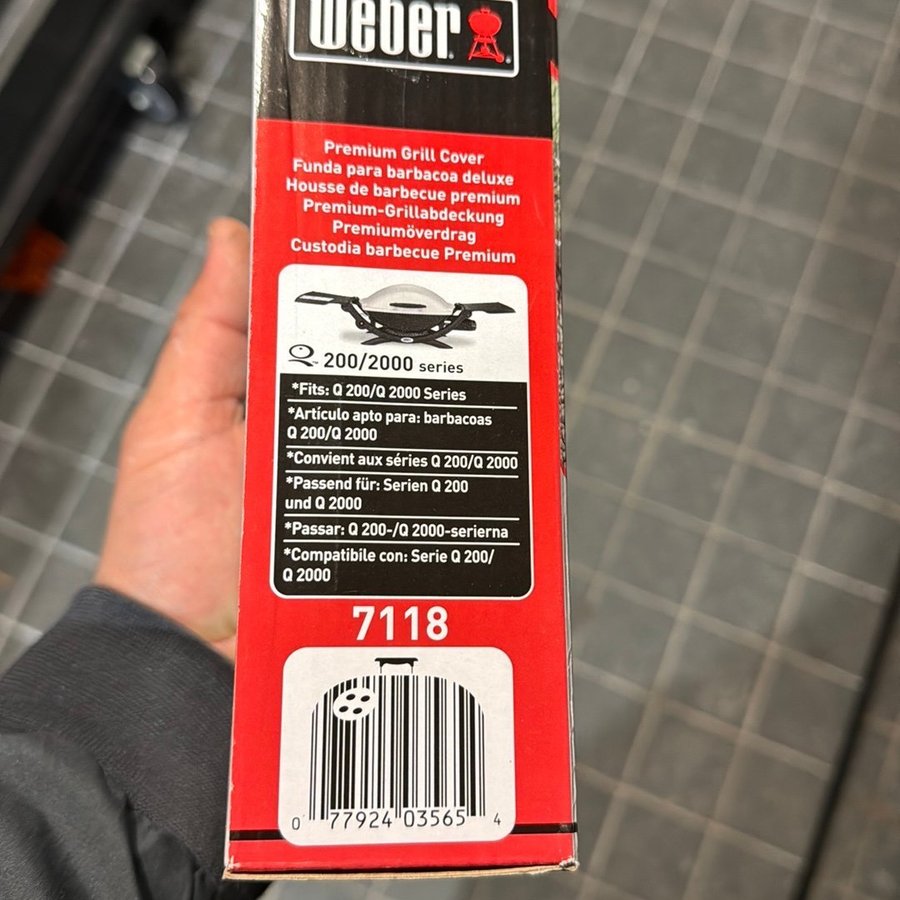 weber
Premium Grill Cover
Funda para barbacoa deluxe
Housse de barbecue premium
Premium-Grillabdeckung
Premiumöverdrag
Custodia barbecue Premium
Q™ 200/2000 series
*Fits: Q 200/Q 2000 Series
*Artículo apto para: barbacoas
Q 200/Q 2000
*Convient aux séries Q 200/Q 2000
*Passend für: Serien Q 200
und Q 2000
*Passar: Q 200-/Q 2000-serierna
*Compatibile con: Serie Q 200/
Q 2000
7118
0 77924 03565 4